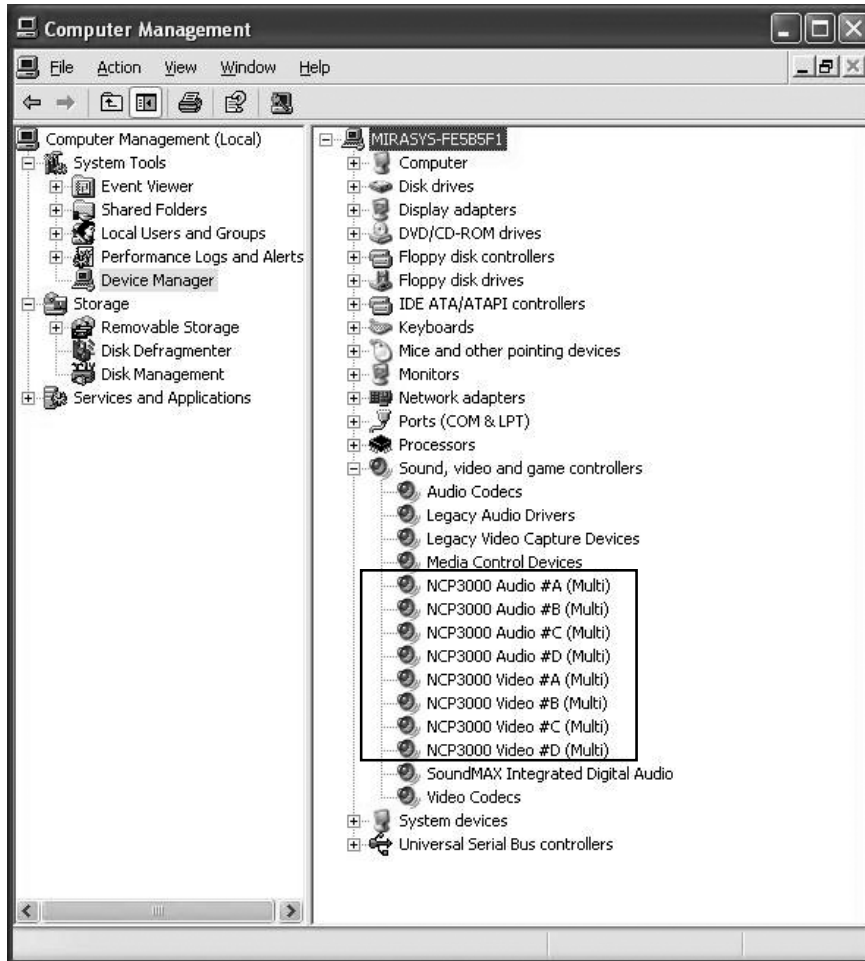 Computer Management
File Action View Window Help
Computer Management (Local)
System Tools
Event Viewer
Shared Folders
Local Users and Groups
Performance Logs and Alerts
Device Manager
Storage
Removable Storage
Disk Defragmenter
Disk Management
Services and Applications
MIRASYS-FE5B5F1
Computer
Disk drives
Display adapters
DVD/CD-ROM drives
Floppy disk controllers
Floppy disk drives
IDE ATA/ATAPI controllers
Keyboards
Mice and other pointing devices
Monitors
Network adapters
Ports (COM & LPT)
Processors
Sound, video and game controllers
Audio Codecs
Legacy Audio Drivers
Legacy Video Capture Devices
Media Control Devices
NCP3000 Audio #A (Multi)
NCP3000 Audio #B (Multi)
NCP3000 Audio #C (Multi)
NCP3000 Audio #D (Multi)
NCP3000 Video #A (Multi)
NCP3000 Video #B (Multi)
NCP3000 Video #C (Multi)
NCP3000 Video #D (Multi)
SoundMAX Integrated Digital Audio
Video Codecs
System devices
Universal Serial Bus controllers